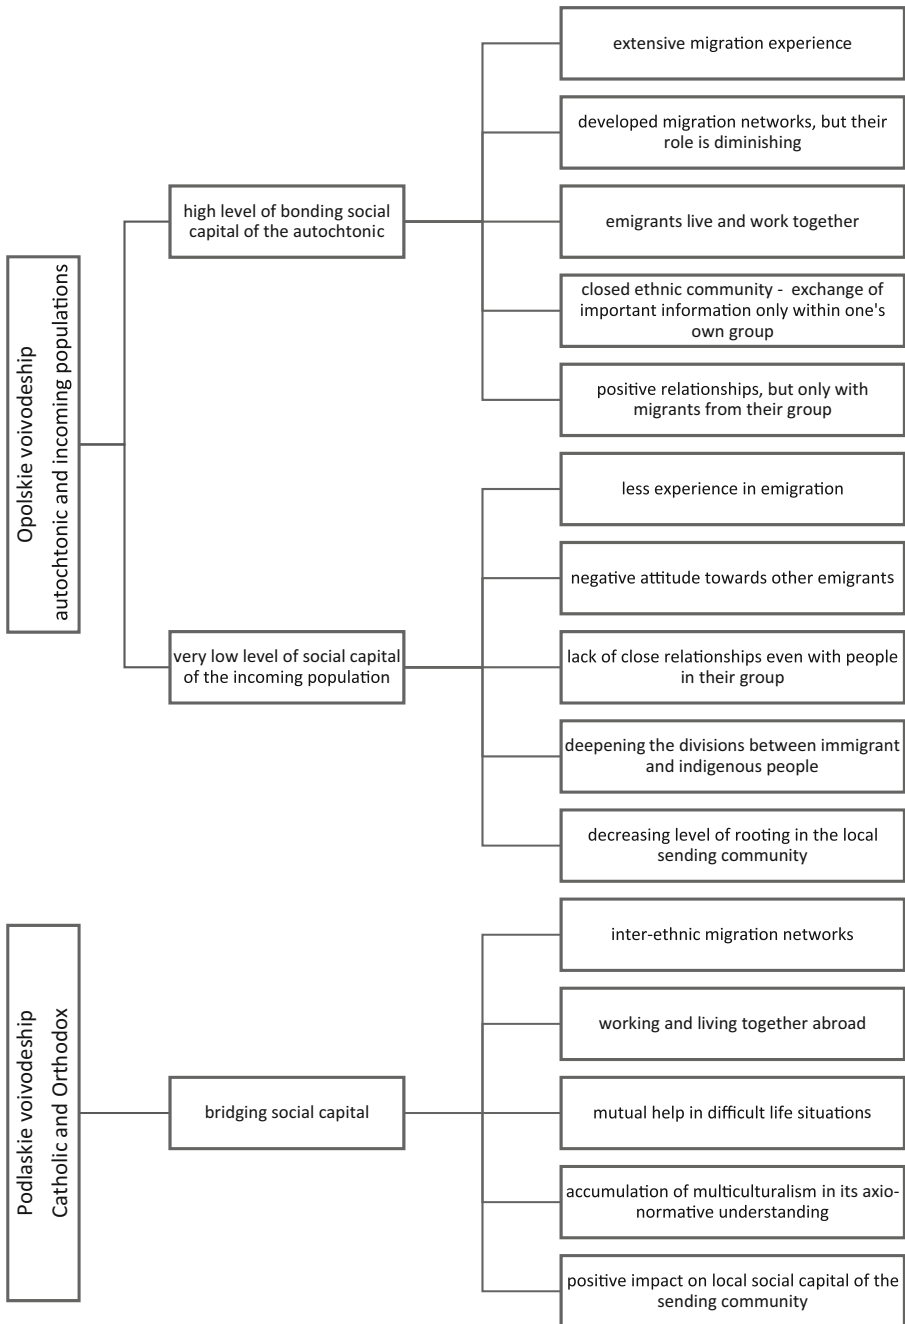 Opolskie voivodeship
autochtonic and incoming populations
high level of bonding social
capital of the autochtonic
extensive migration experience
developed migration networks, but their
role is diminishing
emigrants live and work together
closed ethnic community -  exchange of
important information only within one's
own group
positive relationships, but only with
migrants from their group
very low level of social capital
of the incoming population
less experience in emigration
negative attitude towards other emigrants
lack of close relationships even with people
in their group
deepening the divisions between immigrant
and indigenous people
decreasing level of rooting in the local
sending community
Podlaskie voivodeship
Catholic and Orthodox
bridging social capital
inter-ethnic migration networks
working and living together abroad
mutual help in difficult life situations
accumulation of multiculturalism in its axio-
normative understanding
positive impact on local social capital of the
sending community